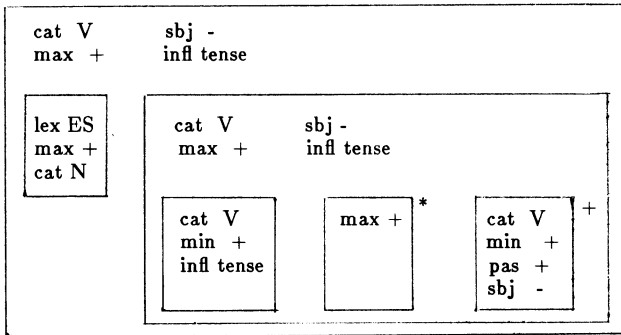 cat V sbj -
max + infl tense
lex ES
max +
cat N
cat V sbj -
max + infl tense
cat V
min +
infl tense
max + *
cat V
min +
pas +
sbj -
+